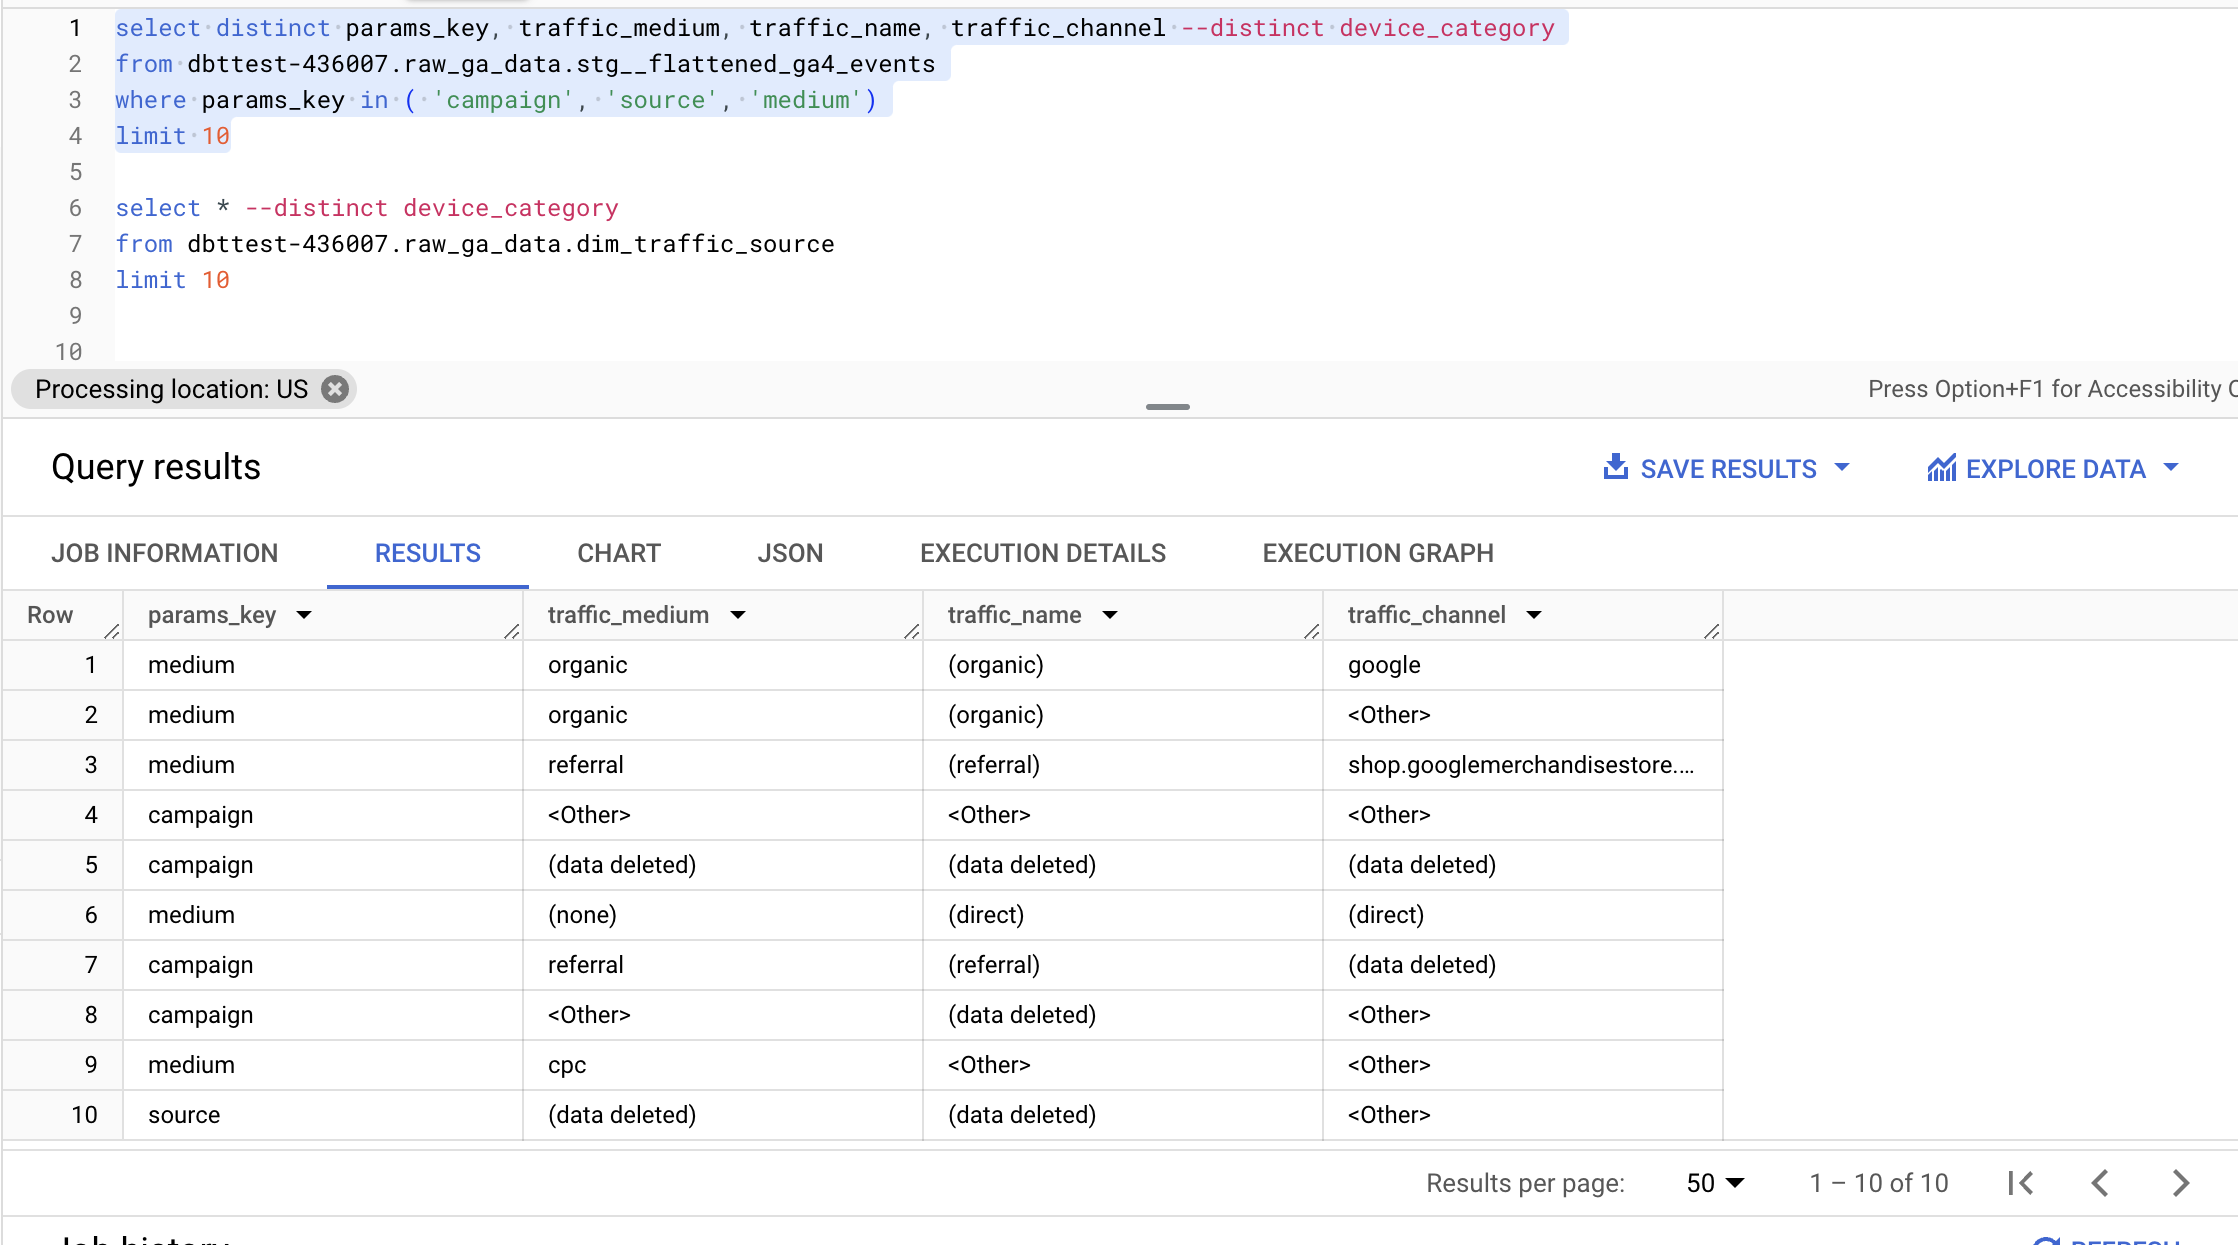 1 select distinct params_key, traffic_medium, traffic_name, traffic_channel --distinct device_category
2 from dbttest-436007.raw_ga_data.stg__flattened_ga4_events
3 where params_key in ( 'campaign', 'source', 'medium')
4 limit 10
5
6 select * --distinct device_category
7 from dbttest-436007.raw_ga_data.dim_traffic_source
8 limit 10
9
10
Processing location: US
Press Option+F1 for Accessibility
Query results
SAVE RESULTS
EXPLORE DATA
JOB INFORMATION RESULTS CHART JSON EXECUTION DETAILS EXECUTION GRAPH
Row params_key traffic_medium traffic_name traffic_channel
1 medium organic (organic) google
2 medium organic (organic) <Other>
3 medium referral (referral) shop.googlemerchandisestore....
4 campaign <Other> <Other> <Other>
5 campaign (data deleted) (data deleted) (data deleted)
6 medium (none) (direct) (direct)
7 campaign referral (referral) (data deleted)
8 campaign <Other> (data deleted) <Other>
9 medium cpc <Other> <Other>
10 source (data deleted) (data deleted) <Other>
Results per page: 50 1 – 10 of 10
Job history
REFRESH